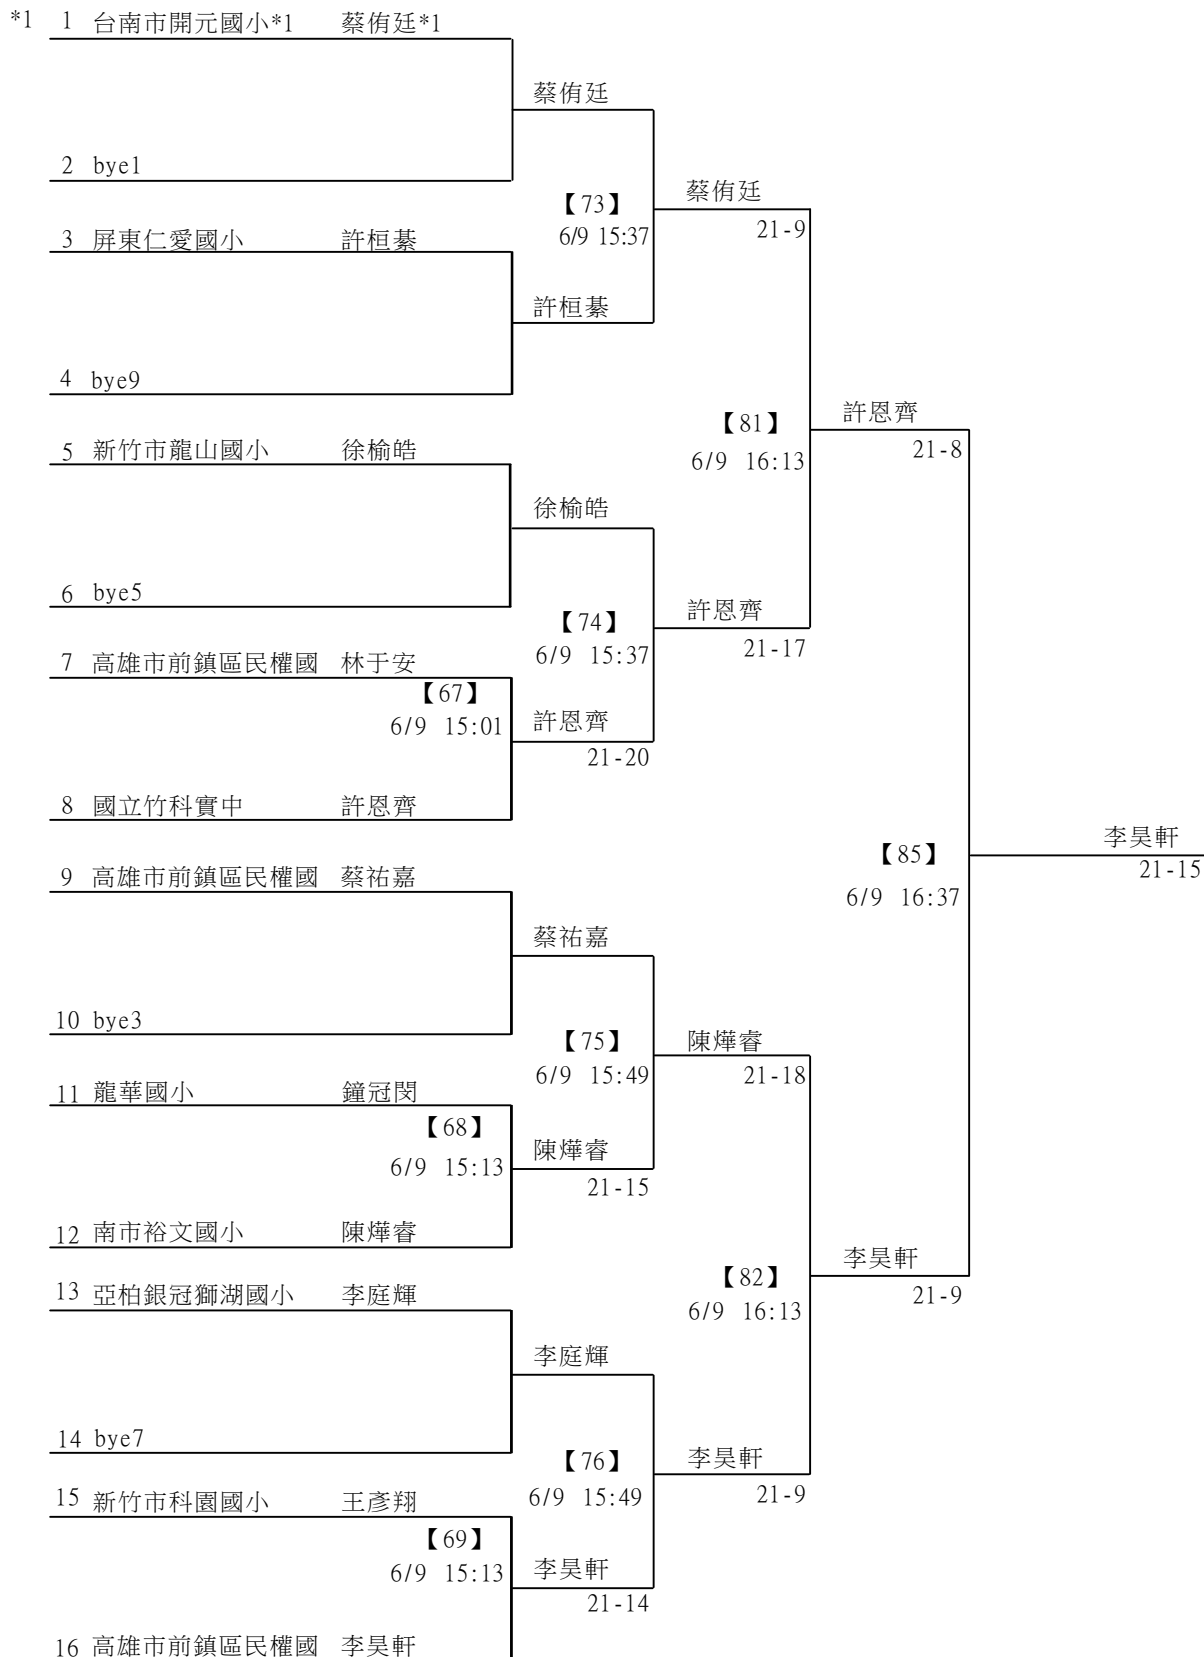 *1 1 台南市開元國小*1 蔡侑廷*1
蔡侑廷
2 bye1
蔡侑廷
【73】
21-9
6/9 15:37
3 屏東仁愛國小 許桓綦
許桓綦
4 bye9
許恩齊
【81】
21-8
6/9 16:13
5 新竹市龍山國小 徐榆皓
徐榆皓
6 bye5
許恩齊
【74】
21-17
6/9 15:37
7 高雄市前鎮區民權國 林于安
【67】
6/9 15:01
許恩齊
21-20
8 國立竹科實中 許恩齊
李昊軒
【85】
21-15
6/9 16:37
9 高雄市前鎮區民權國 蔡祐嘉
蔡祐嘉
10 bye3
陳燁睿
【75】
21-18
6/9 15:49
11 龍華國小 鐘冠閔
【68】
6/9 15:13
陳燁睿
21-15
12 南市裕文國小 陳燁睿
李昊軒
【82】
21-9
6/9 16:13
13 亞柏銀冠獅湖國小 李庭輝
李庭輝
14 bye7
李昊軒
【76】
21-9
6/9 15:49
15 新竹市科園國小 王彥翔
【69】
6/9 15:13
李昊軒
21-14
16 高雄市前鎮區民權國 李昊軒